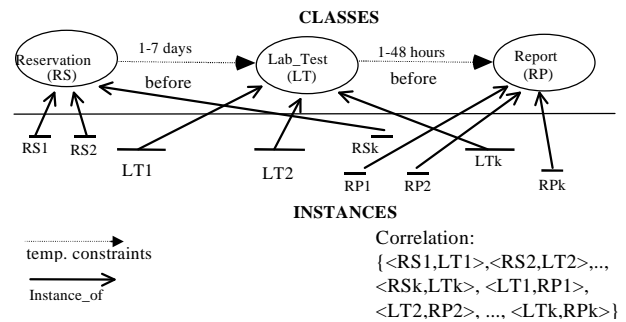 CLASSES
Reservation
(RS)
1-7 days
before
Lab_Test
(LT)
1-48 hours
before
Report
(RP)
RS1
RS2
LT1
LT2
RSk
RP1
RP2
LTk
RPk
INSTANCES
temp. constraints
Instance_of
Correlation:
{<RS1,LT1>,<RS2,LT2>,..,
<RSk,LTk>, <LT1,RP1>,
<LT2,RP2>, ..., <LTk,RPk>}